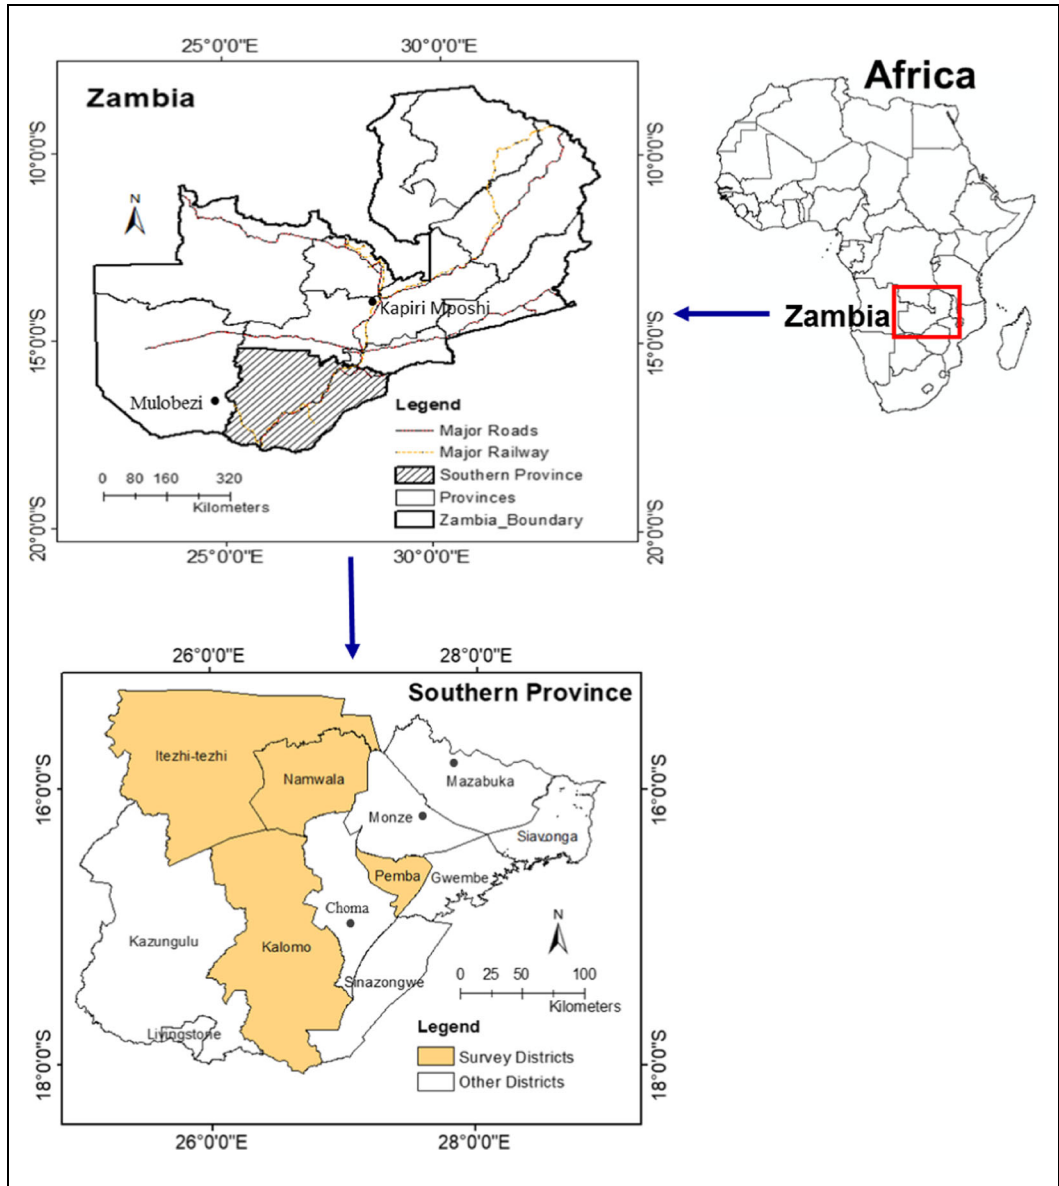 25°0'0"E 30°0'0"E
Zambia
10°0'0"S
15°0'0"S
20°0'0"S
N
Kapiri Mposhi
Mulobezi
Legend
Major Roads
Major Railway
Southern Province
Provinces
Zambia_Boundary
0 80 160 320
Kilometers
10°0'0"S
15°0'0"S
20°0'0"S
25°0'0"E 30°0'0"E
Africa
Zambia
26°0'0"E 28°0'0"E
Southern Province
16°0'0"S
18°0'0"S
Itezhi-tezhi
Namwala
Mazabuka
Monze
Siavonga
Pemba
Gwembe
Choma
Kazungulu
Kalomo
Sinazongwe
Livingstone
N
0 25 50 100
Kilometers
Legend
Survey Districts
Other Districts
16°0'0"S
18°0'0"S
26°0'0"E 28°0'0"E